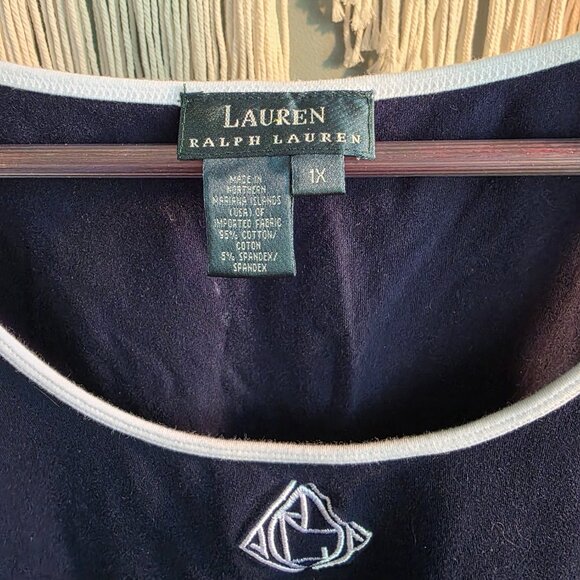 LAUREN
RALPH LAUREN
1X
MADE IN
NORTHERN
MARIANA ISLANDS
(USA) OF
IMPORTED FABRIC
95% COTTON/
COTON
5% SPANDEX/
SPANDEX